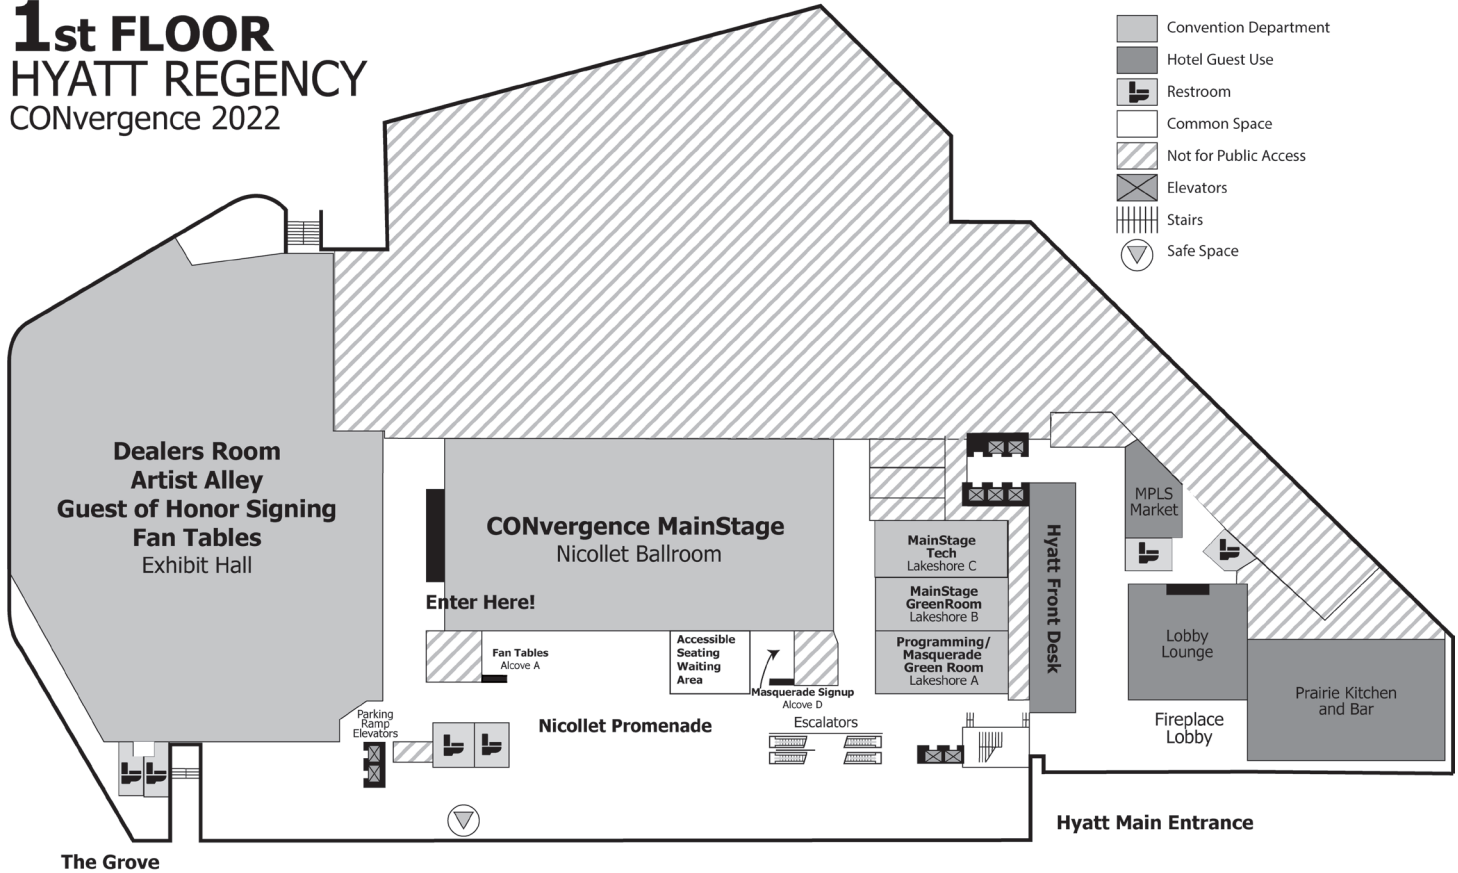 1st FLOOR
HYATT REGENCY
CONvergence 2022
Convention Department
Hotel Guest Use
Restroom
Common Space
Not for Public Access
Elevators
Stairs
Safe Space
Dealers Room
Artist Alley
Guest of Honor Signing
Fan Tables
Exhibit Hall
CONvergence MainStage
Nicollet Ballroom
Enter Here!
Fan Tables
Alcove A
Accessible
Seating
Waiting
Area
Masquerade Signup
Alcove D
MainStage
Tech
Lakeshore C
MainStage
GreenRoom
Lakeshore B
Programming/
Masquerade
Green Room
Lakeshore A
Hyatt Front Desk
MPLS
Market
Lobby
Lounge
Prairie Kitchen
and Bar
Fireplace
Lobby
Parking
Ramp
Elevators
Nicollet Promenade
Escalators
Hyatt Main Entrance
The Grove